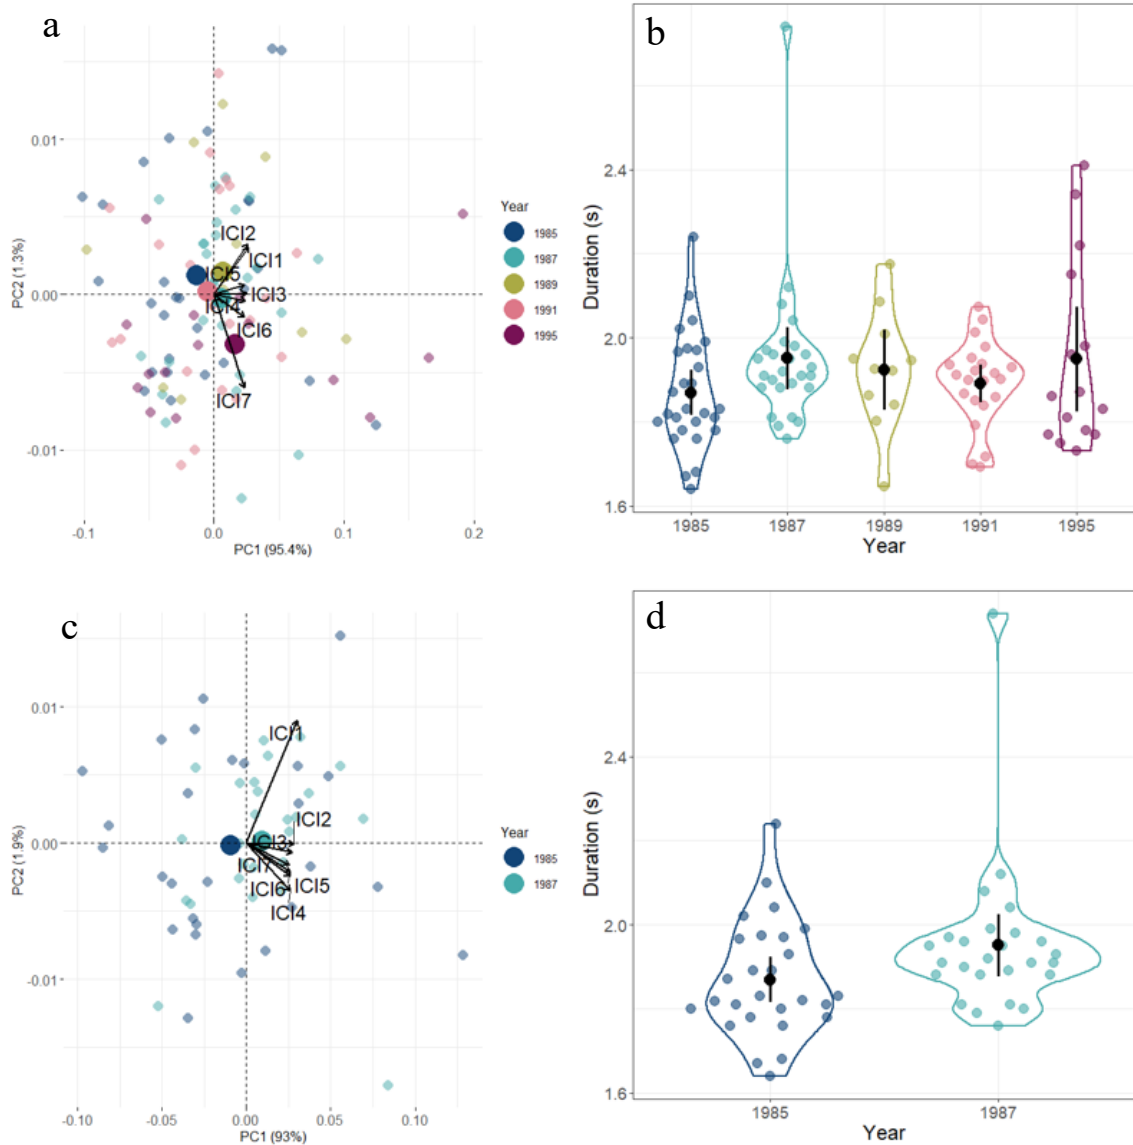 a
PC2 (1.3%)
0.01
0.00
-0.01
-0.1
0.0
0.1
0.2
PC1 (95.4%)
ICI2
ICI1
ICI5
ICI3
ICI4
ICI6
ICI7
Year
1985
1987
1989
1991
1995
b
Duration (s)
2.4
2.0
1.6
1985
1987
1989
1991
1995
Year
c
PC2 (1.9%)
0.01
0.00
-0.01
-0.10
-0.05
0.00
0.05
0.10
PC1 (93%)
ICI1
ICI2
ICI3
ICI7
ICI6
ICI5
ICI4
Year
1985
1987
d
Duration (s)
2.4
2.0
1.6
1985
1987
Year